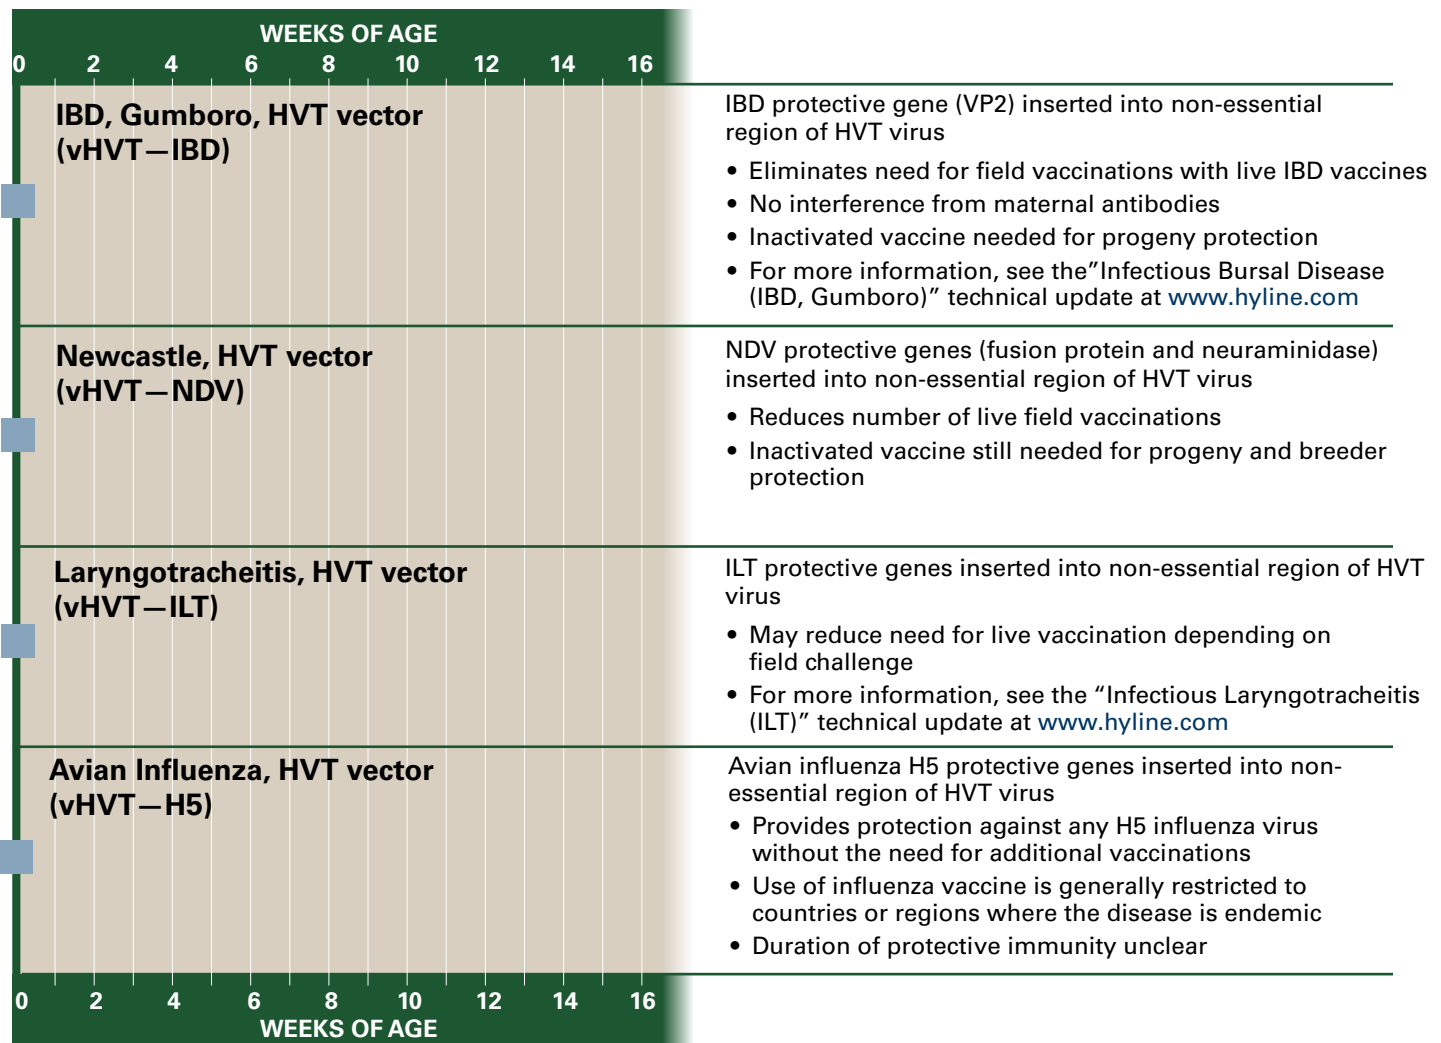 WEEKS OF AGE
0 2 4 6 8 10 12 14 16
IBD, Gumboro, HVT vector
(vHVT—IBD)
IBD protective gene (VP2) inserted into non-essential
region of HVT virus
• Eliminates need for field vaccinations with live IBD vaccines
• No interference from maternal antibodies
• Inactivated vaccine needed for progeny protection
• For more information, see the”Infectious Bursal Disease
(IBD, Gumboro)” technical update at www.hyline.com
Newcastle, HVT vector
(vHVT—NDV)
NDV protective genes (fusion protein and neuraminidase)
inserted into non-essential region of HVT virus
• Reduces number of live field vaccinations
• Inactivated vaccine still needed for progeny and breeder
protection
Laryngotracheitis, HVT vector
(vHVT—ILT)
ILT protective genes inserted into non-essential region of HVT
virus
• May reduce need for live vaccination depending on
field challenge
• For more information, see the “Infectious Laryngotracheitis
(ILT)” technical update at www.hyline.com
Avian Influenza, HVT vector
(vHVT—H5)
Avian influenza H5 protective genes inserted into non-
essential region of HVT virus
• Provides protection against any H5 influenza virus
without the need for additional vaccinations
• Use of influenza vaccine is generally restricted to
countries or regions where the disease is endemic
• Duration of protective immunity unclear
0 2 4 6 8 10 12 14 16
WEEKS OF AGE